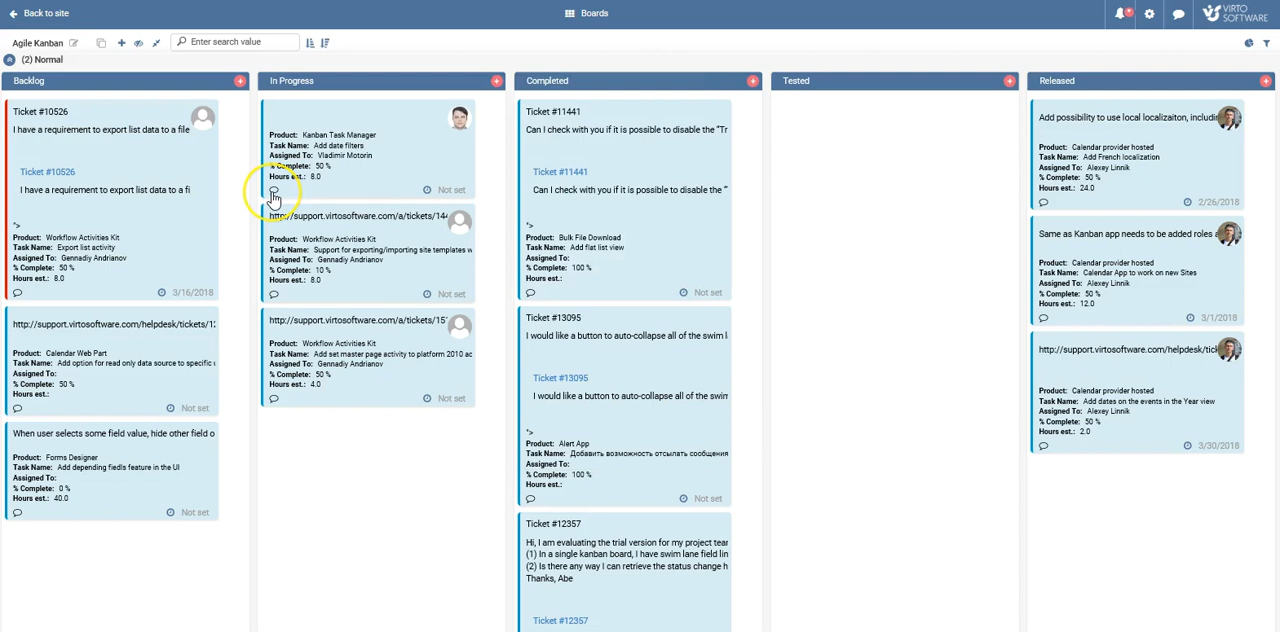 Back to site
Boards
VIRTO
SOFTWARE
Agile Kanban
Enter search value
(2) Normal
Backlog
Ticket #10526
I have a requirement to export list data to a file
Ticket #10526
I have a requirement to export list data to a fi
">
Product: Workflow Activities Kit
Task Name: Export list activity
Assigned To: Gennadiy Andrianov
% Complete: 50 %
Hours est.: 8.0
3/16/2018
http://support.virtosoftware.com/helpdesk/tickets/12
Product: Calendar Web Part
Task Name: Add option for read only data source to specific u
Assigned To:
% Complete: 50 %
Hours est.:
Not set
When user selects some field value, hide other field o
Product: Forms Designer
Task Name: Add depending fiedls feature in the UI
Assigned To:
% Complete: 0 %
Hours est.: 40.0
Not set
In Progress
Product: Kanban Task Manager
Task Name: Add date filters
Assigned To: Vladimir Motorin
% Complete: 50 %
Hours est.: 8.0
Not set
http://support.virtosoftware.com/a/tickets/144
Product: Workflow Activities Kit
Task Name: Support for exporting/importing site templates w
Assigned To: Gennadiy Andrianov
% Complete: 10 %
Hours est.: 8.0
Not set
http://support.virtosoftware.com/a/tickets/151
Product: Workflow Activities Kit
Task Name: Add set master page activity to platform 2010 ac
Assigned To: Gennadiy Andrianov
% Complete: 50 %
Hours est.: 4.0
Not set
Completed
Ticket #11441
Can I check with you if it is possible to disable the "Tr
Ticket #11441
Can I check with you if it is possible to disable the "
">
Product: Bulk File Download
Task Name: Add flat list view
Assigned To:
% Complete: 100 %
Hours est.:
Not set
Ticket #13095
I would like a button to auto-collapse all of the swim l
Ticket #13095
I would like a button to auto-collapse all of the swim
">
Product: Alert App
Task Name: Добавить возможность отсылать сообщения
Assigned To:
% Complete: 100 %
Hours est.:
Not set
Ticket #12357
Hi, I am evaluating the trial version for my project tean
(1) In a single kanban board, I have swim lane field lin
(2) Is there any way I can retrieve the status change h
Thanks, Abe
Ticket #12357
Tested
Released
Add possibility to use local localizaiton, includin
Product: Calendar provider hosted
Task Name: Add French localization
Assigned To: Alexey Linnik
% Complete: 50 %
Hours est.: 24.0
2/26/2018
Same as Kanban app needs to be added roles a
Product: Calendar provider hosted
Task Name: Calendar App to work on new Sites
Assigned To: Alexey Linnik
% Complete: 50 %
Hours est.: 12.0
3/1/2018
http://support.virtosoftware.com/helpdesk/tick
Product: Calendar provider hosted
Task Name: Add dates on the events in the Year view
Assigned To: Alexey Linnik
% Complete: 50 %
Hours est.: 2.0
3/30/2018